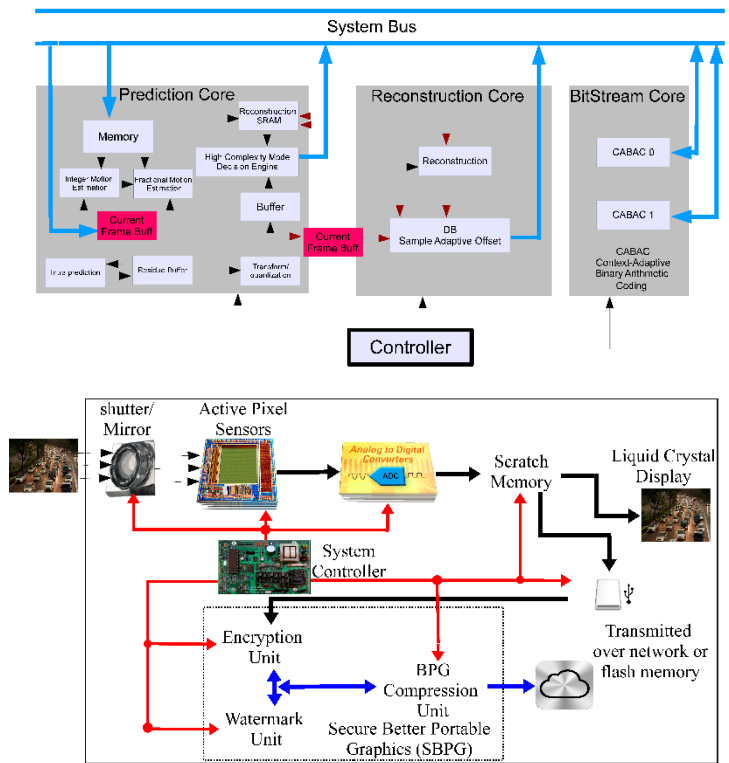 System Bus
Prediction Core
Reconstruction Core
BitStream Core
Reconstruction
SRAM
Memory
High Complexity Mode
Decision Engine
Reconstruction
CABAC 0
Integer Motion
Estimation
Fractional Motion
Estimation
Buffer
CABAC 1
Current
Frame Buff
Current
Frame Buff
DB
Sample Adaptive Offset
CABAC
Context-Adaptive
Binary Arithmetic
Coding
prediction
Residue Buffer
Transform/
quantization
Controller
shutter/
Mirror
Active Pixel
Sensors
Analog to Digital
Converters
ADC
Scratch
Memory
Liquid Crystal
Display
System
Controller
Transmitted
over network or
flash memory
Encryption
Unit
BPG
Compression
Unit
Watermark
Unit
Secure Better Portable
Graphics (SBPG)